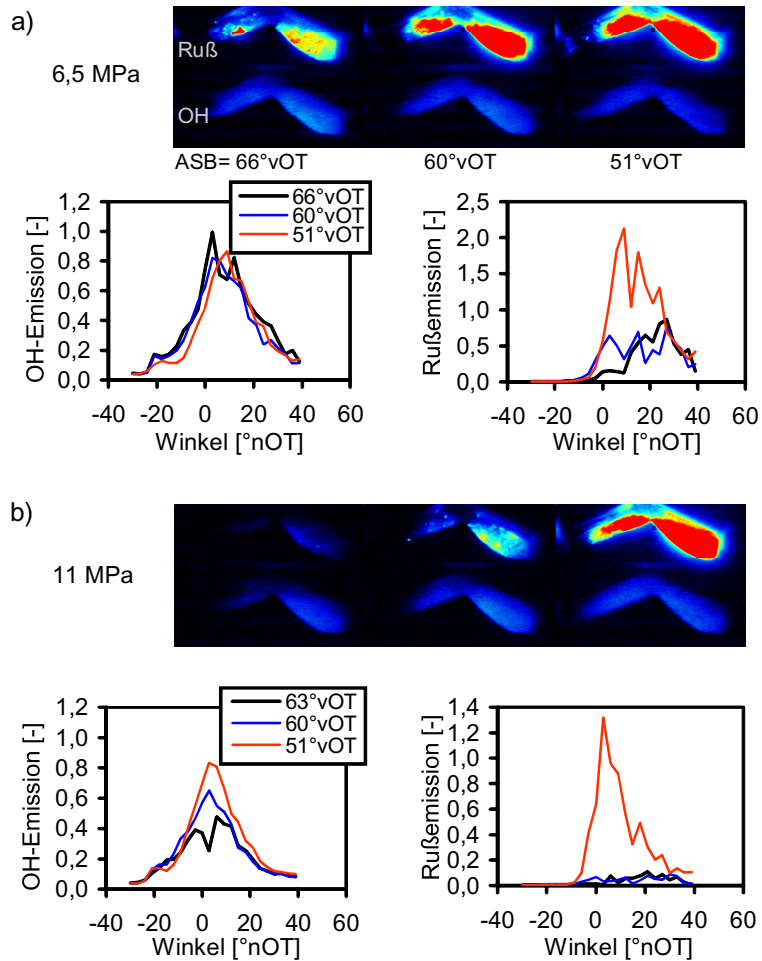 a)
6,5 MPa
Ruß
OH
ASB= 66°vOT 60°vOT 51°vOT
OH-Emission [-]
1,2
1,0
0,8
0,6
0,4
0,2
0,0
66°vOT
60°vOT
51°vOT
-40 -20 0 20 40 60
Winkel [°nOT]
Rußemission [-]
2,5
2,0
1,5
1,0
0,5
0,0
-40 -20 0 20 40 60
Winkel [°nOT]
b)
11 MPa
OH-Emission [-]
1,2
1,0
0,8
0,6
0,4
0,2
0,0
63°vOT
60°vOT
51°vOT
-40 -20 0 20 40 60
Winkel [°nOT]
Rußemission [-]
1,4
1,2
1,0
0,8
0,6
0,4
0,2
0,0
-40 -20 0 20 40 60
Winkel [°nOT]